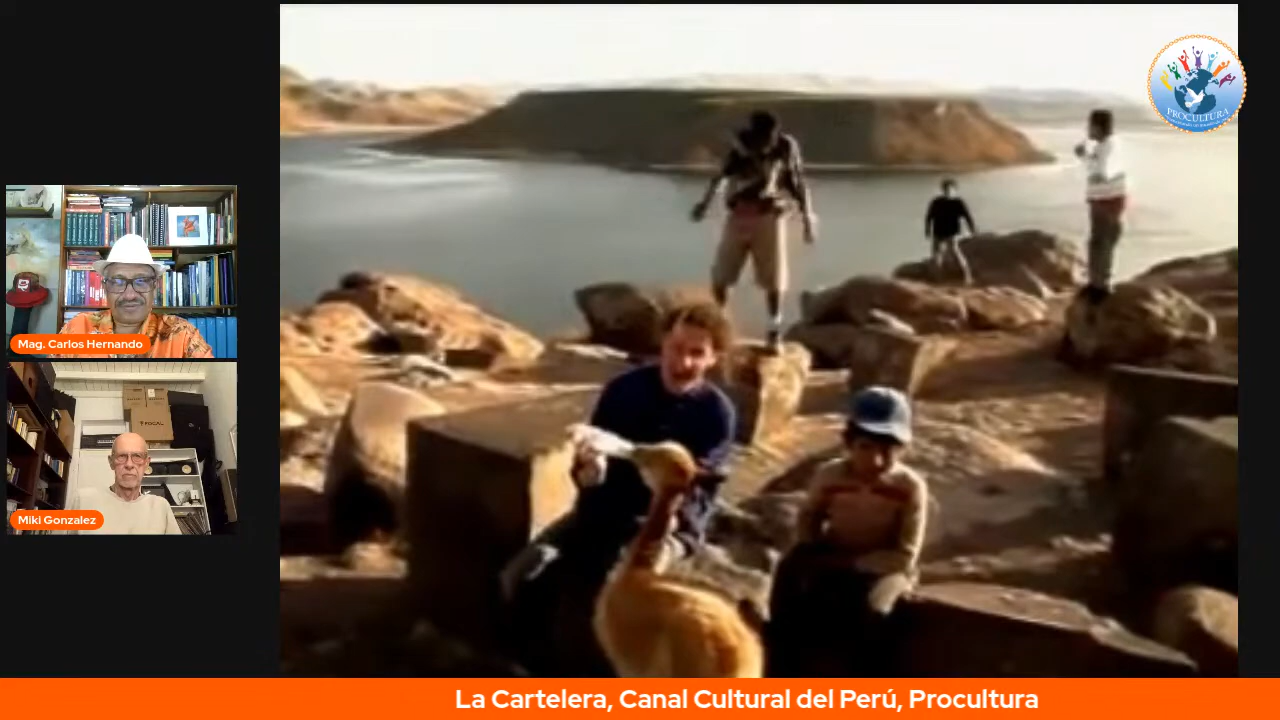 PROCULTURA
Mag. Carlos Hernando
Miki Gonzalez
La Cartelera, Canal Cultural del Perú, Procultura